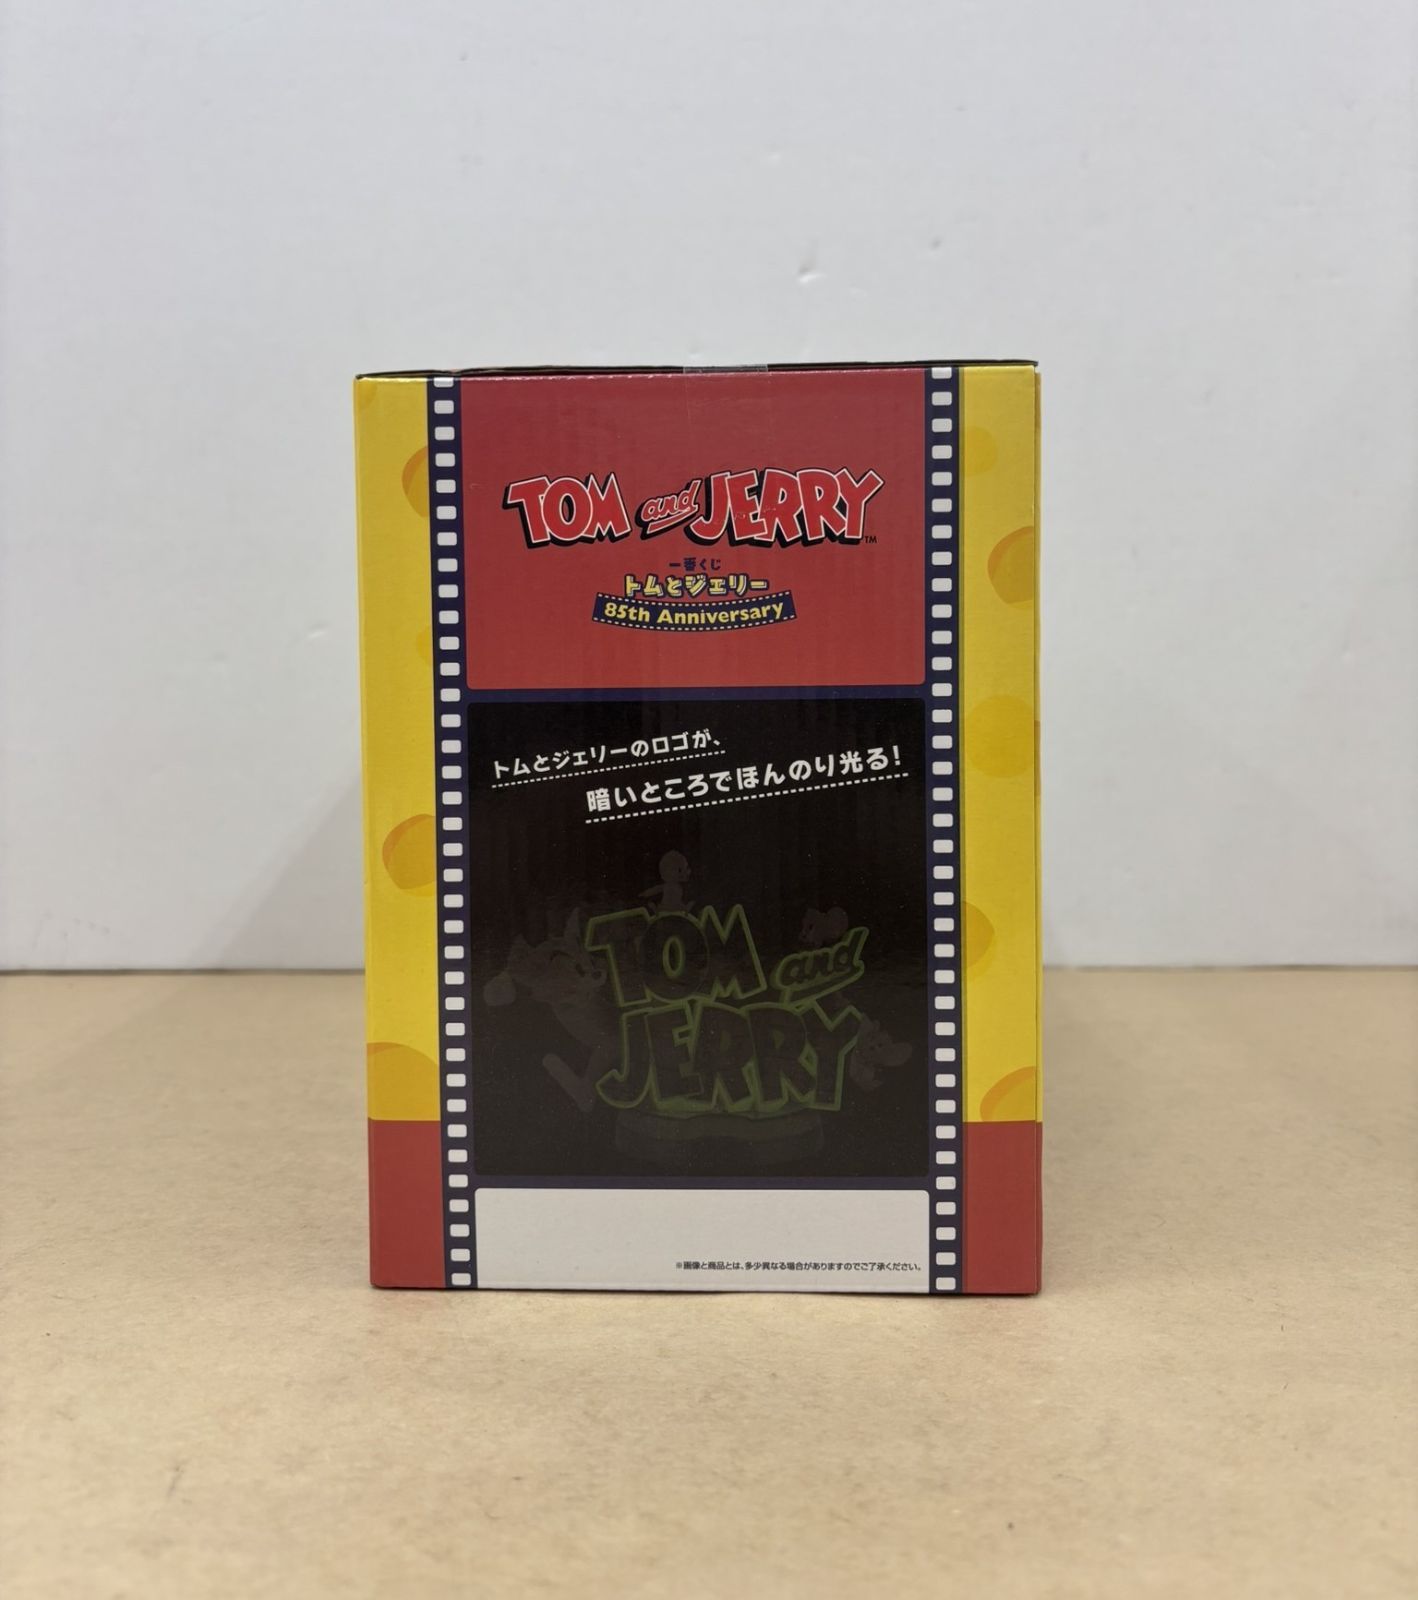 TOM and JERRY™
一番くじ
トムとジェリー
85th Anniversary
トムとジェリーのロゴが、
暗いところでほんのり光る！
TOM and
JERRY
※画像と商品とは、多少異なる場合がありますのでご了承ください。